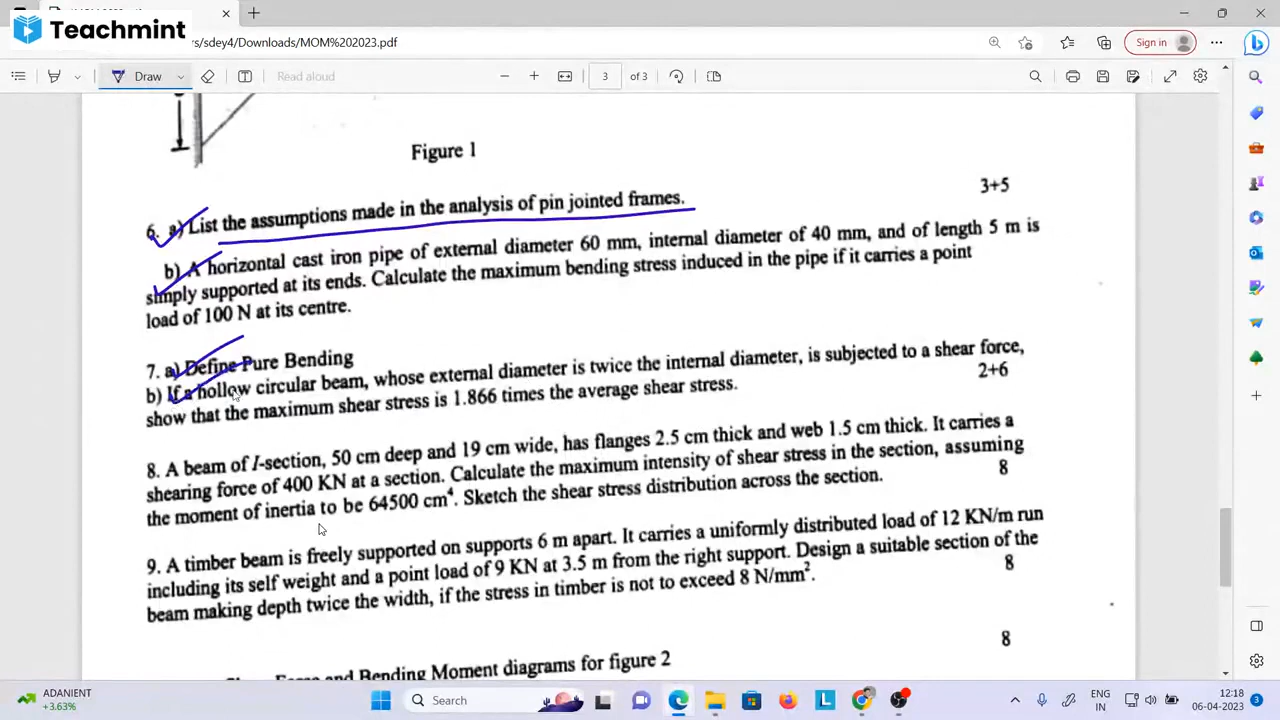 Teachmint
rs/sdey4/Downloads/MOM%202023.pdf
Sign in
Draw
Read aloud
3
of 3
Figure 1
3+5
6. a) List the assumptions made in the analysis of pin jointed frames.
b) A horizontal cast iron pipe of external diameter 60 mm, internal diameter of 40 mm, and of length 5 m is
simply supported at its ends. Calculate the maximum bending stress induced in the pipe if it carries a point
load of 100 N at its centre.
7. a) Define Pure Bending
b) If a hollow circular beam, whose external diameter is twice the internal diameter, is subjected to a shear force,
2+6
show that the maximum shear stress is 1.866 times the average shear stress.
8. A beam of I-section, 50 cm deep and 19 cm wide, has flanges 2.5 cm thick and web 1.5 cm thick. It carries a
shearing force of 400 KN at a section. Calculate the maximum intensity of shear stress in the section, assuming
8
the moment of inertia to be 64500 cm⁴. Sketch the shear stress distribution across the section.
9. A timber beam is freely supported on supports 6 m apart. It carries a uniformly distributed load of 12 KN/m run
including its self weight and a point load of 9 KN at 3.5 m from the right support. Design a suitable section of the
8
beam making depth twice the width, if the stress in timber is not to exceed 8 N/mm².
8
Force and Bending Moment diagrams for figure 2
ADANIENT
+3.63%
Search
ENG
IN
12:18
06-04-2023
3